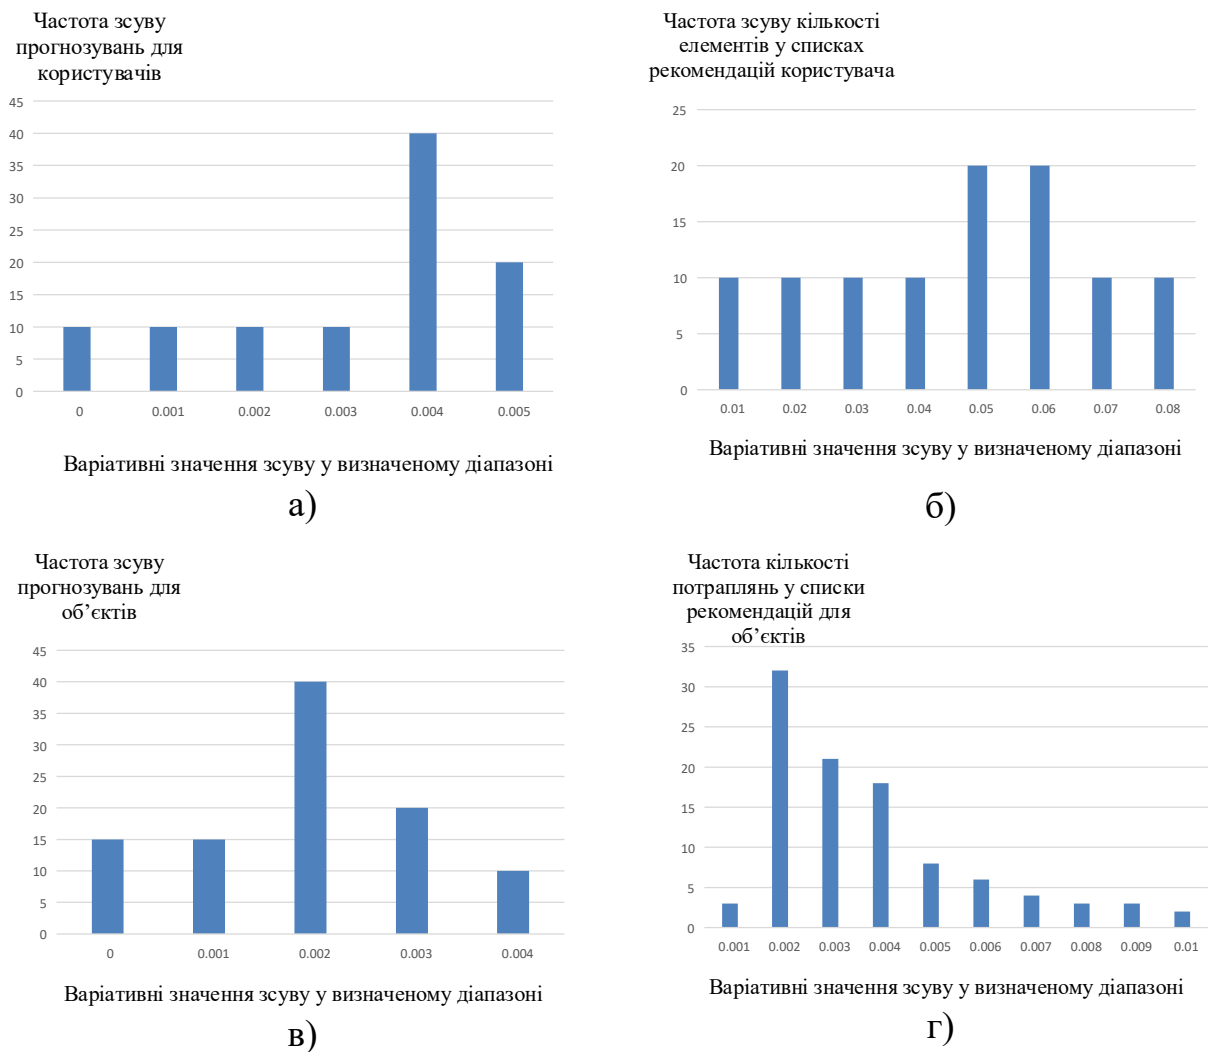 Частота зсуву
прогнозувань для
користувачів
45
40
35
30
25
20
15
10
5
0
0 0.001 0.002 0.003 0.004 0.005
Варіативні значення зсуву у визначеному діапазоні
а)
Частота зсуву кількості
елементів у списках
рекомендацій користувача
25
20
15
10
5
0
0.01 0.02 0.03 0.04 0.05 0.06 0.07 0.08
Варіативні значення зсуву у визначеному діапазоні
б)
Частота зсуву
прогнозувань для
об’єктів
45
40
35
30
25
20
15
10
5
0
0 0.001 0.002 0.003 0.004
Варіативні значення зсуву у визначеному діапазоні
в)
Частота кількості
потраплянь у списки
рекомендацій для
об’єктів
35
30
25
20
15
10
5
0
0.001 0.002 0.003 0.004 0.005 0.006 0.007 0.008 0.009 0.01
Варіативні значення зсуву у визначеному діапазоні
г)